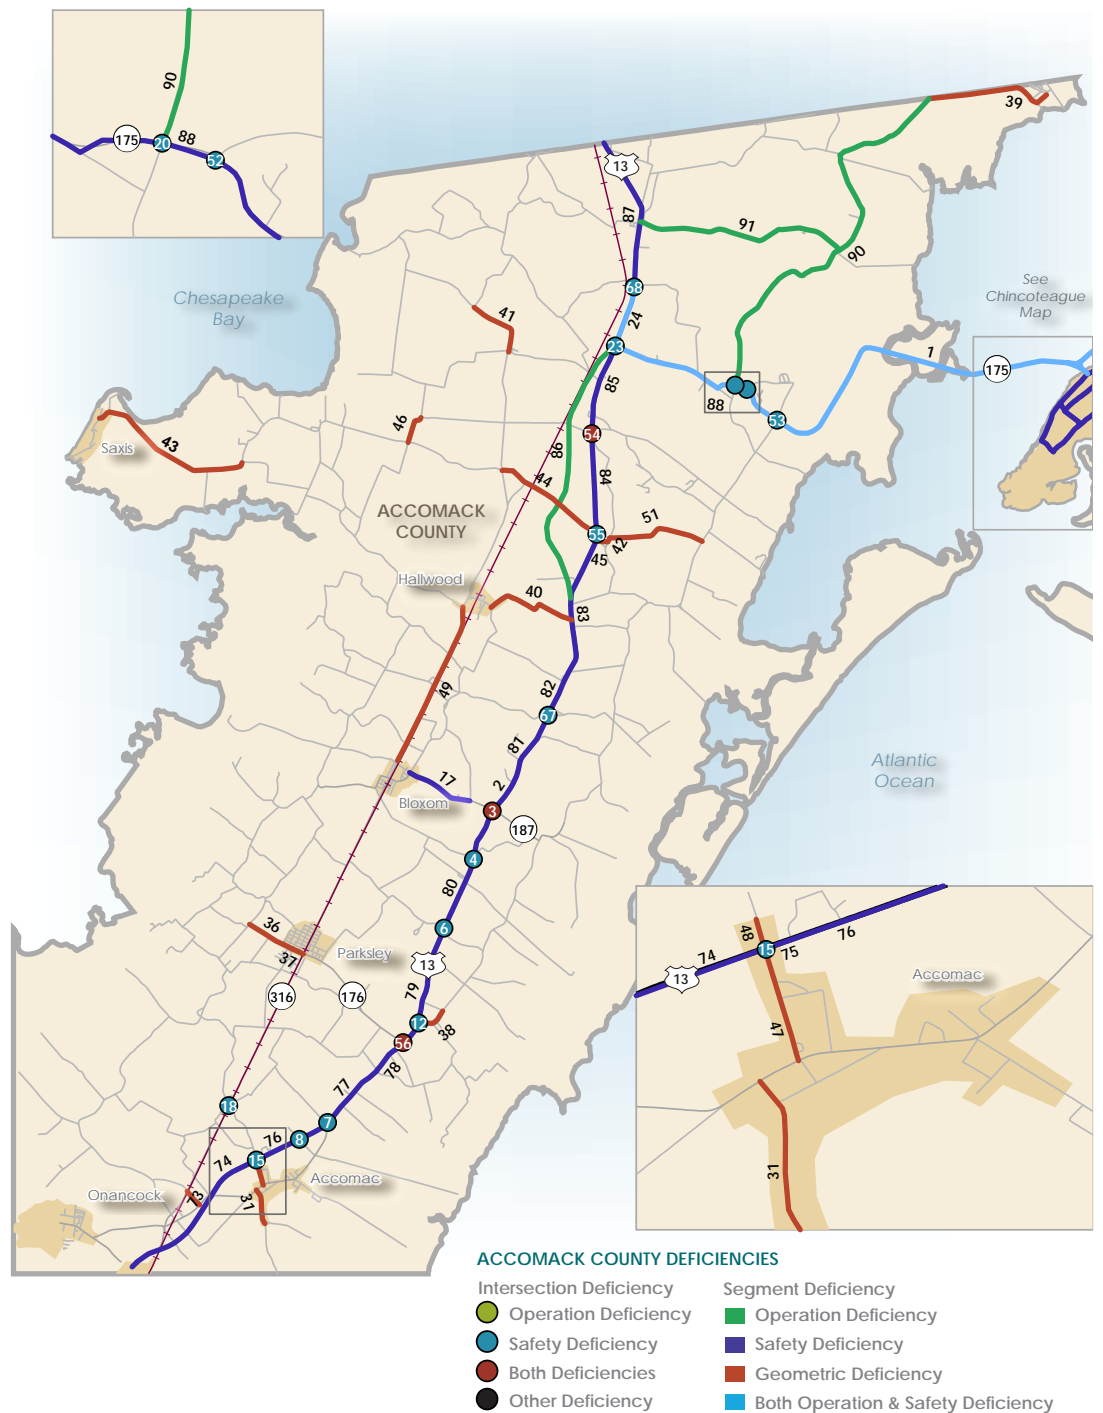 90
175
20
88
52
39
13
87
91
90
68
See
Chincoteague
Map
Chesapeake
Bay
41
24
23
1
175
85
88
53
46
54
Saxis
43
86
44
84
ACCOMACK
COUNTY
51
55
42
45
Hallwood
40
83
49
82
67
81
Atlantic
Ocean
17
2
Bloxom
3
187
4
80
36
6
37
Parksley
13
316
176
79
12
38
56
78
77
18
7
76
8
74
15
Accomac
Onancock
73
31
48
15
74
75
76
13
Accomac
47
31
ACCOMACK COUNTY DEFICIENCIES
Intersection Deficiency
Operation Deficiency
Safety Deficiency
Both Deficiencies
Other Deficiency
Segment Deficiency
Operation Deficiency
Safety Deficiency
Geometric Deficiency
Both Operation & Safety Deficiency